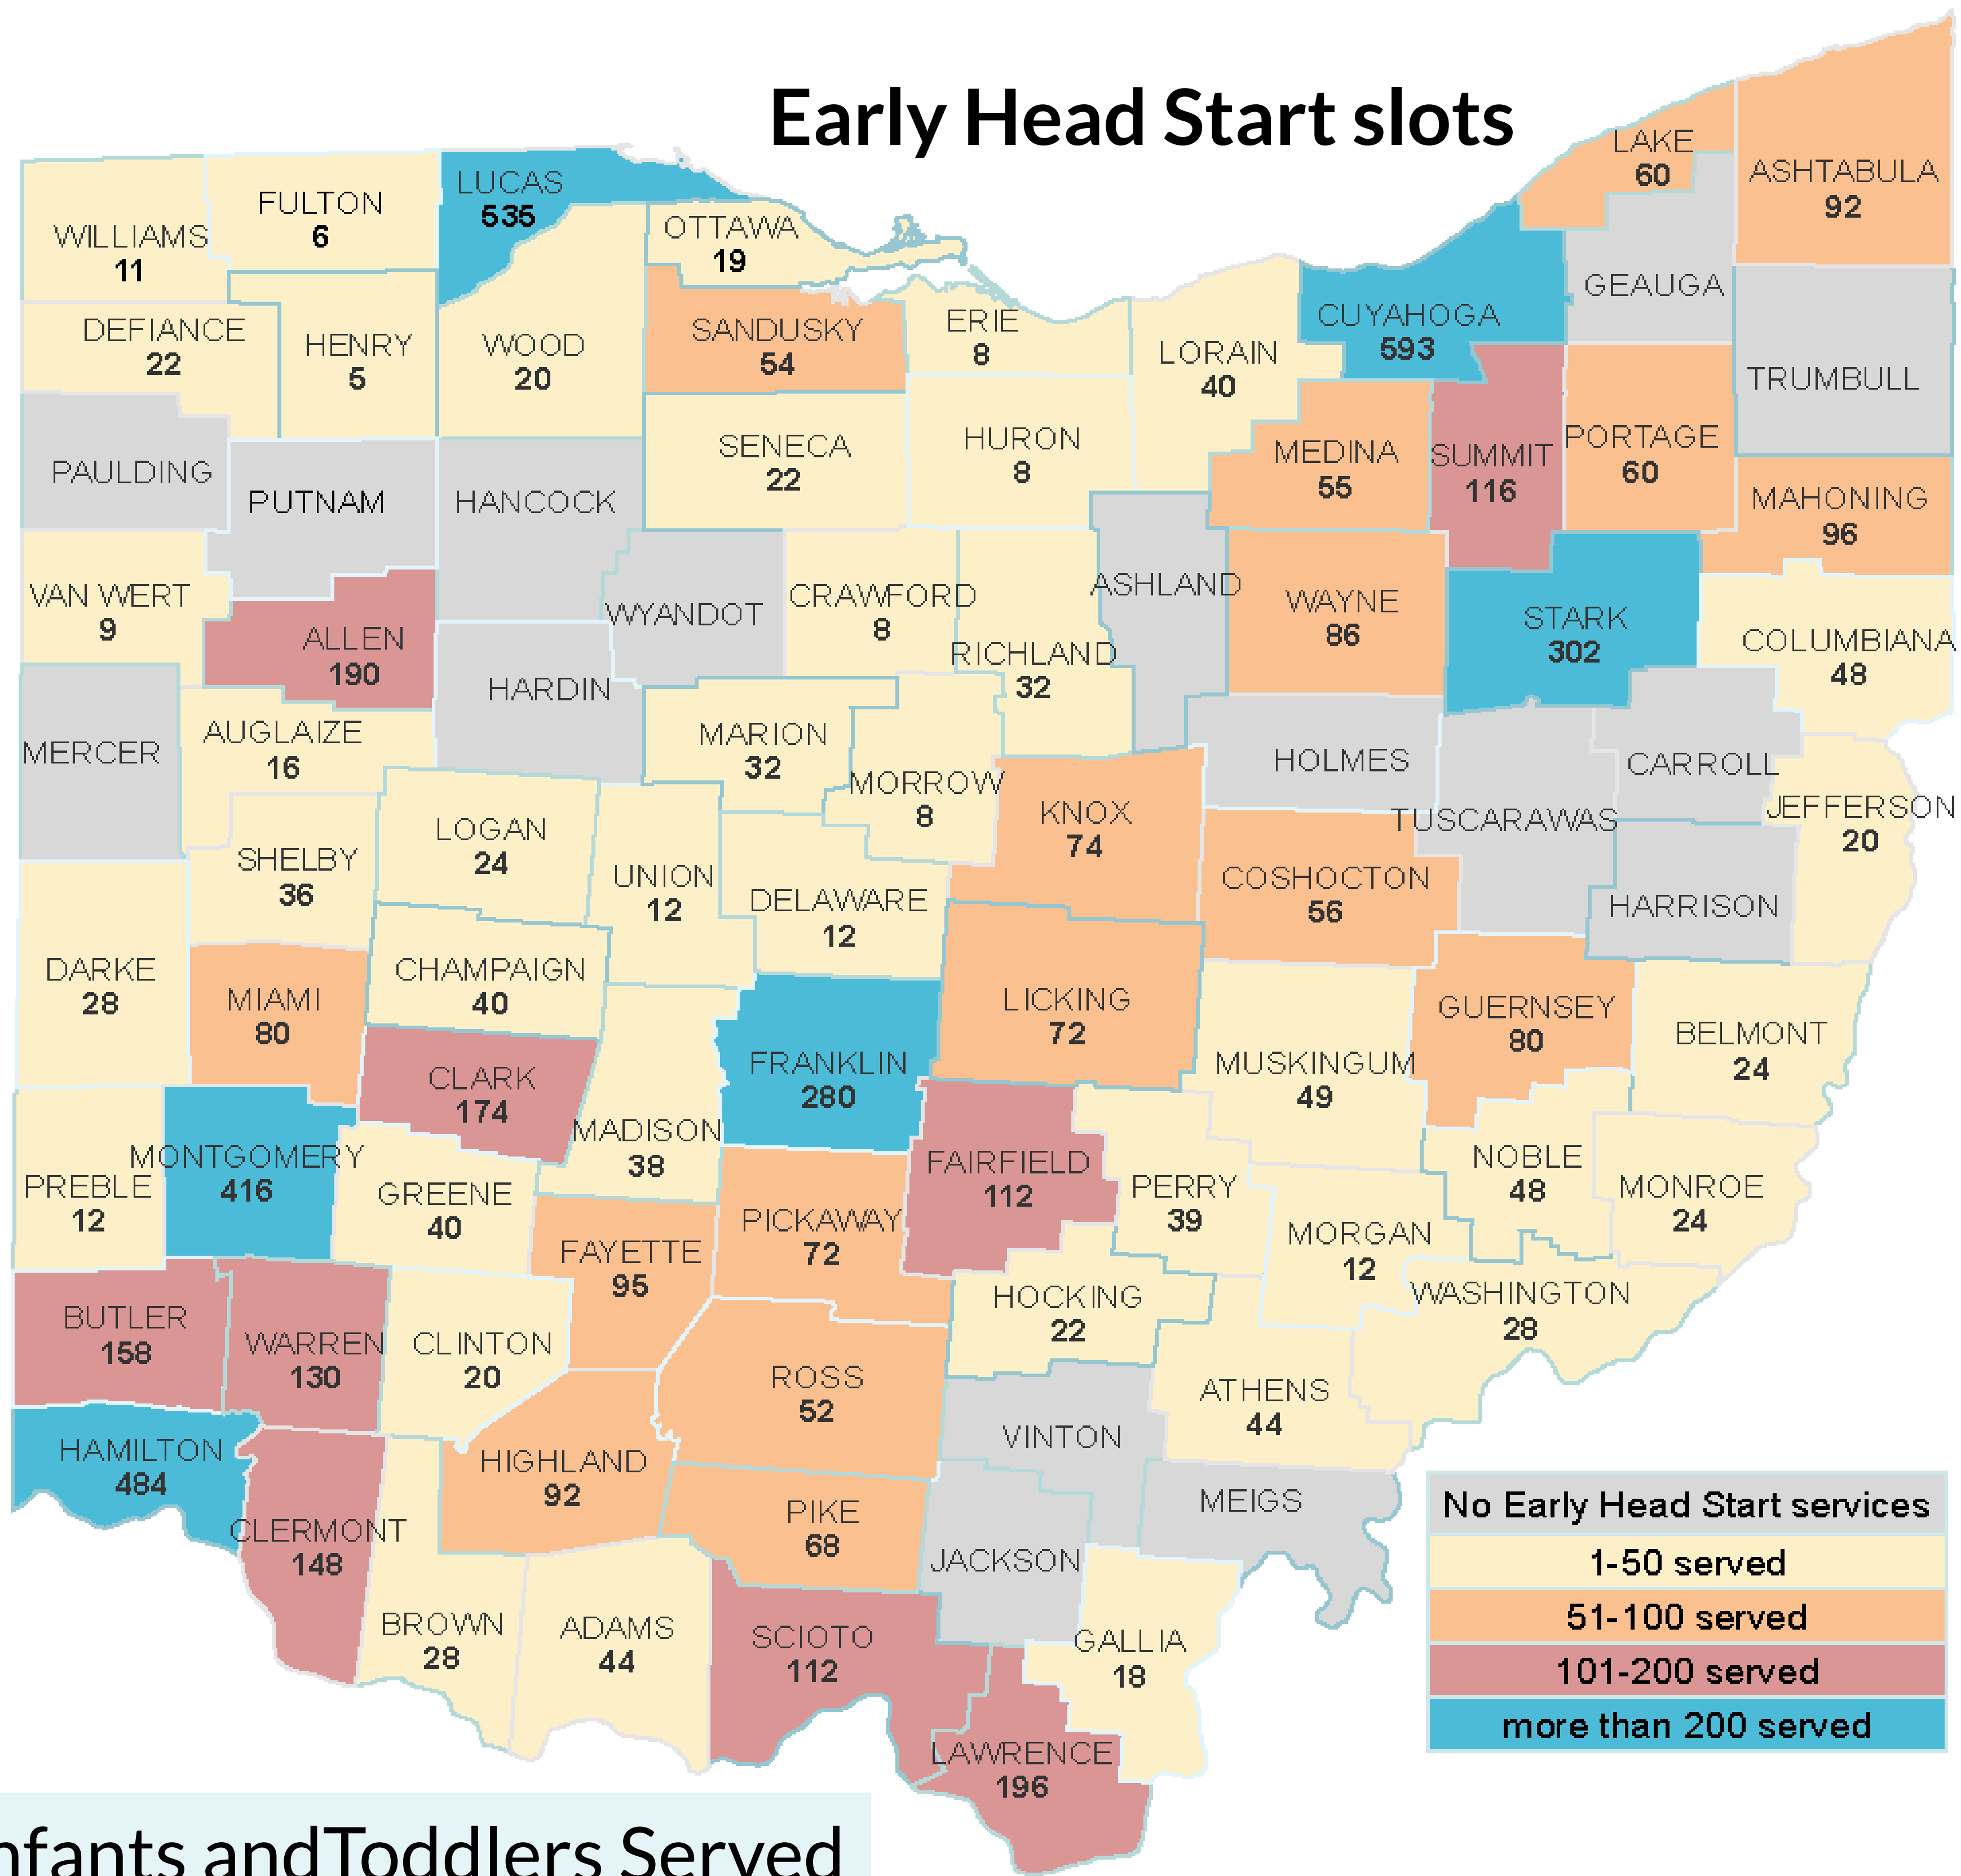 Early Head Start slots
LAKE
60
ASHTABULA
92
LUCAS
535
FULTON
6
WILLIAMS
11
OTTAWA
19
GEAUGA
CUYAHOGA
593
DEFIANCE
22
HENRY
5
WOOD
20
SANDUSKY
54
ERIE
8
LORAIN
40
TRUMBULL
PAULDING
PUTNAM
HANCOCK
SENECA
22
HURON
8
MEDINA
55
SUMMIT
116
PORTAGE
60
MAHONING
96
VAN WERT
9
ALLEN
190
WYANDOT
CRAWFORD
8
RICHLAND
32
ASHLAND
WAYNE
86
STARK
302
COLUMBIANA
48
MERCER
AUGLAIZE
16
HARDIN
MARION
32
MORROW
8
KNOX
74
HOLMES
TUSCARAWAS
CARROLL
JEFFERSON
20
SHELBY
36
LOGAN
24
UNION
12
DELAWARE
12
COSHOCTON
56
HARRISON
DARKE
28
MIAMI
80
CHAMPAIGN
40
LICKING
72
GUERNSEY
80
BELMONT
24
CLARK
174
FRANKLIN
280
MUSKINGUM
49
MADISON
38
PREBLE
12
MONTGOMERY
416
GREENE
40
FAIRFIELD
112
PERRY
39
NOBLE
48
MONROE
24
FAYETTE
95
PICKAWAY
72
MORGAN
12
HOCKING
22
WASHINGTON
28
BUTLER
158
WARREN
130
CLINTON
20
ROSS
52
ATHENS
44
VINTON
HAMILTON
484
HIGHLAND
92
MEIGS
CLERMONT
148
PIKE
68
JACKSON
BROWN
28
ADAMS
44
SCIOTO
112
GALLIA
18
LAWRENCE
196
No Early Head Start services
1-50 served
51-100 served
101-200 served
more than 200 served
nfants andToddlers Served